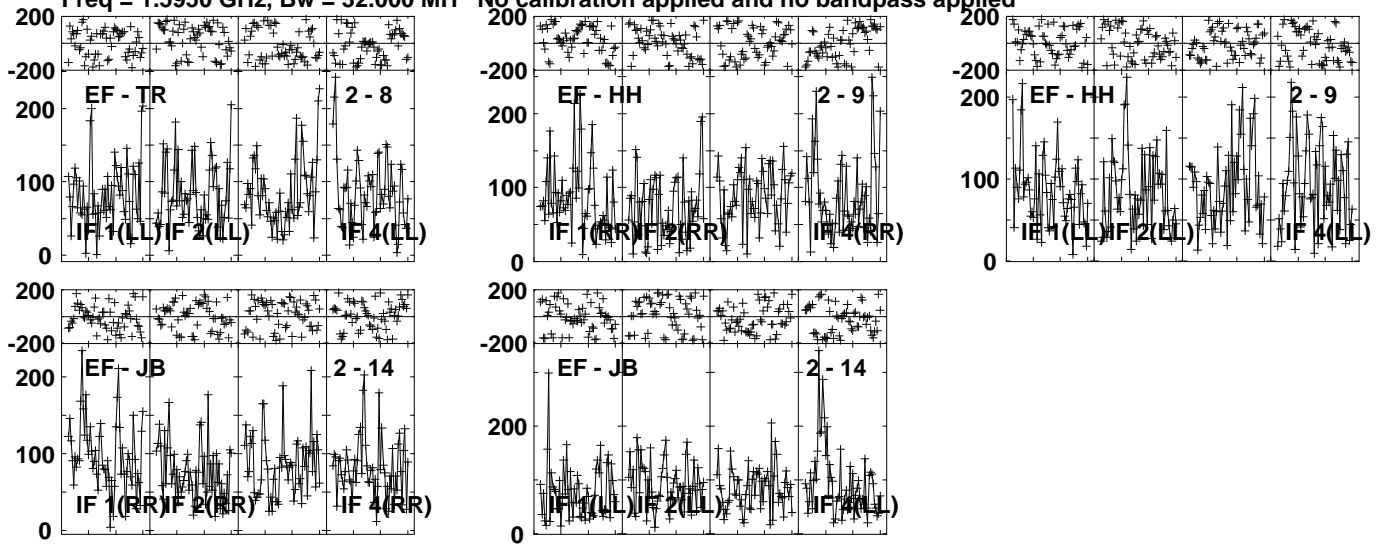 Freq = 1.5950 GHz, Bw = 32.000 MH No calibration applied and no bandpass applied
200
-200
EF - TR 2 - 8
200
100
0
IF 1(LL) IF 2(LL) IF 4(LL)
200
-200
EF - HH 2 - 9
200
100
0
IF 1(RR) IF 2(RR) IF 4(RR)
200
-200
EF - HH 2 - 9
200
100
0
IF 1(LL) IF 2(LL) IF 4(LL)
200
-200
EF - JB 2 - 14
200
100
0
IF 1(RR) IF 2(RR) IF 4(RR)
200
-200
EF - JB 2 - 14
200
0
IF 1(LL) IF 2(LL) IF 4(LL)